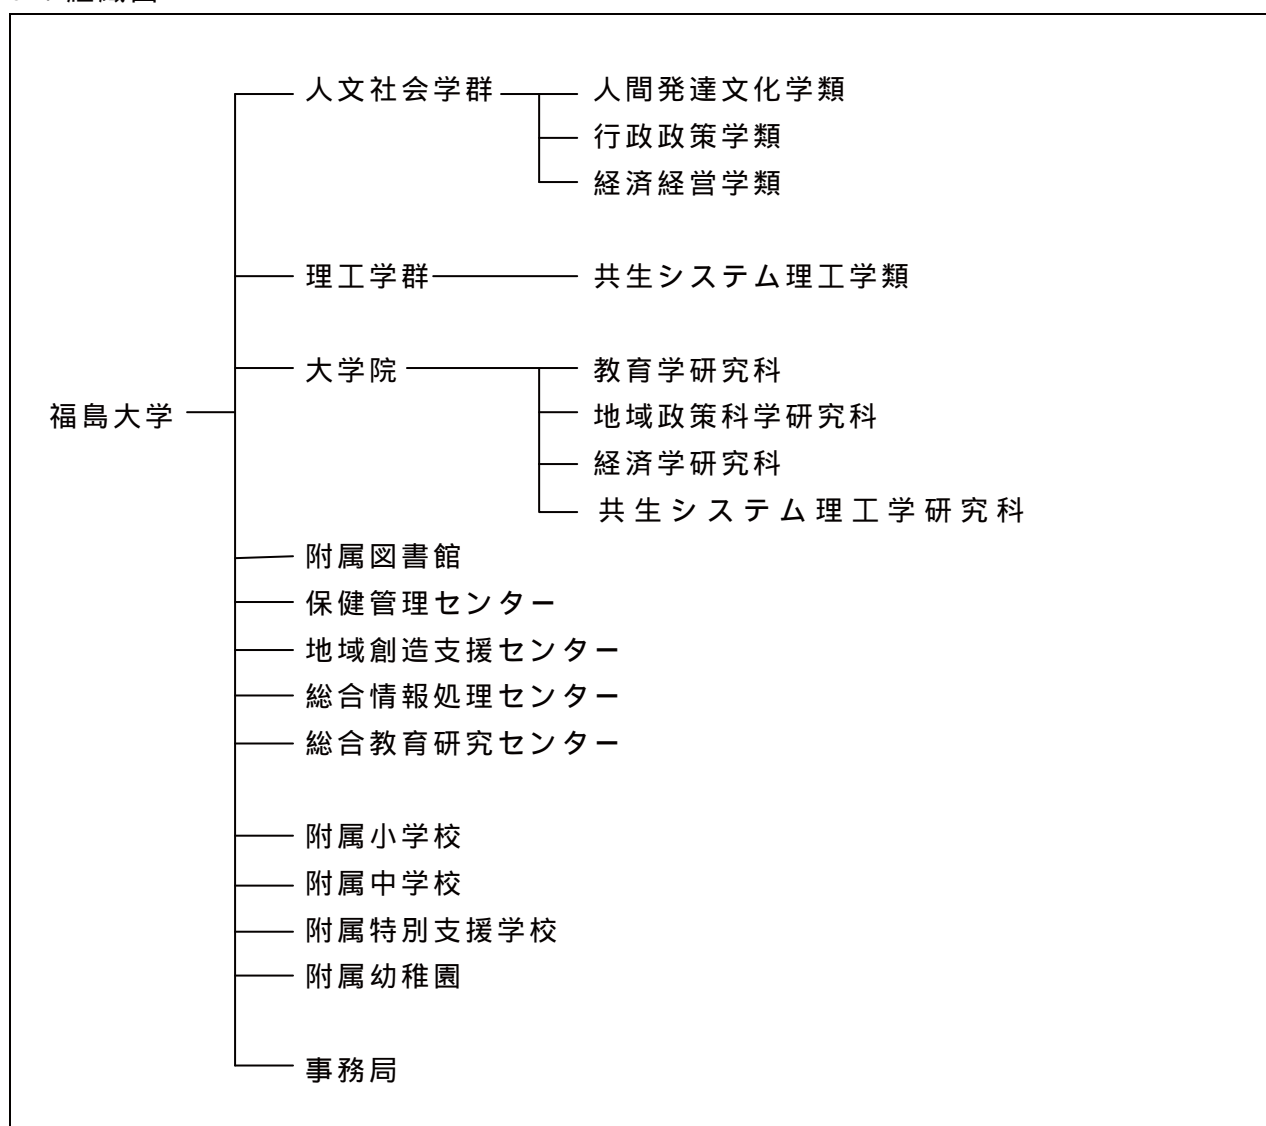 人文社会学群 人間発達文化学類
行政政策学類
経済経営学類
理工学群 共生システム理工学類
大学院 教育学研究科
福島大学 地域政策科学研究科
経済学研究科
共生システム理工学研究科
附属図書館
保健管理センター
地域創造支援センター
総合情報処理センター
総合教育研究センター
附属小学校
附属中学校
附属特別支援学校
附属幼稚園
事務局